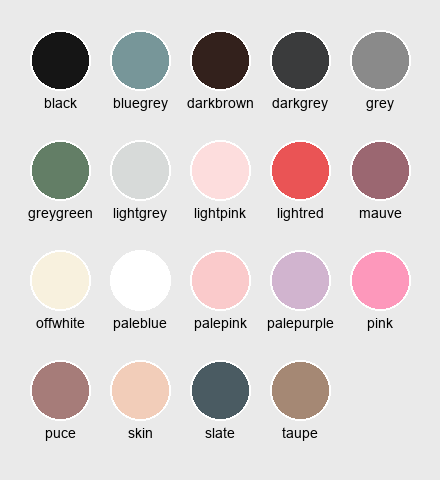 black bluegrey darkbrown darkgrey grey
greygreen lightgrey lightpink lightred mauve
offwhite paleblue palepink palepurple pink
puce skin slate taupe